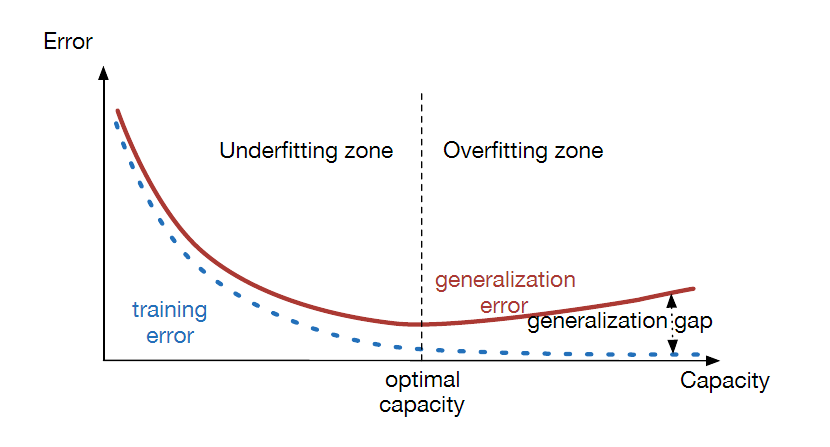 Error
Underfitting zone
Overfitting zone
generalization
error
training
error
generalization gap
optimal
capacity
Capacity